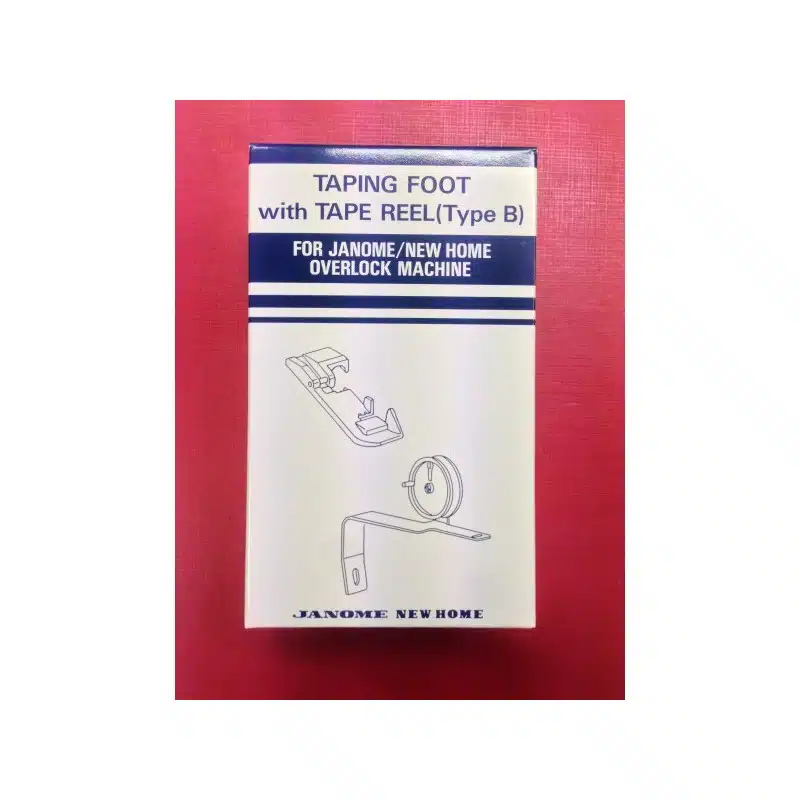 TAPING FOOT
with TAPE REEL(Type B)
FOR JANOME/NEW HOME
OVERLOCK MACHINE
JANOME NEW HOME